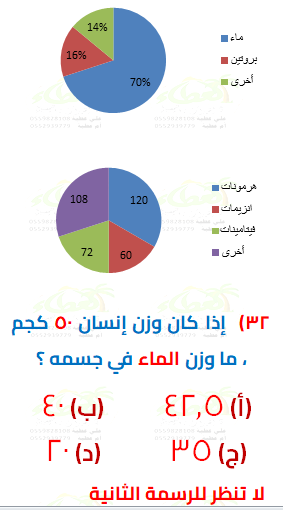 14%
16%
70%
ماء
بروتين
أخرى
108
120
72
60
هرمونات
انزيمات
فيتامينات
أخرى
٣٢) إذا كان وزن إنسان ٥٠ كجم
، ما وزن الماء في جسمه ؟
(أ) ٤٢,٥ (ب) ٤٠
(ج) ٣٥ (د) ٢٠
لا تنظر للرسمة الثانية